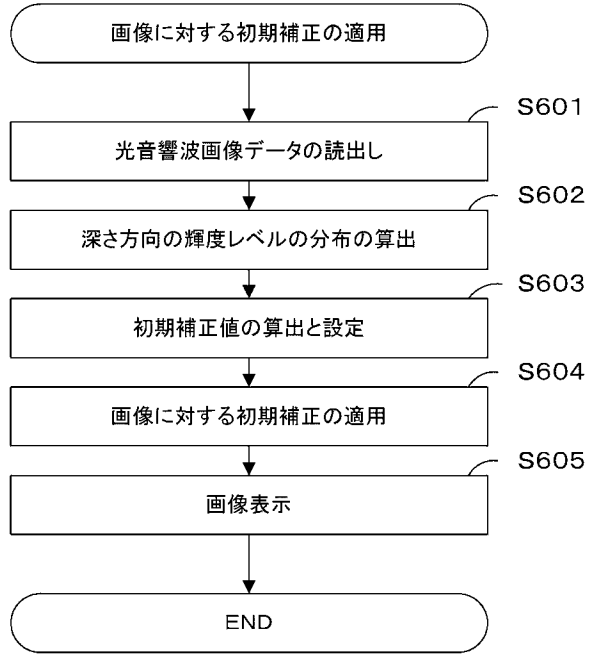 画像に対する初期補正の適用
S601
光音響波画像データの読出し
S602
深さ方向の輝度レベルの分布の算出
S603
初期補正値の算出と設定
S604
画像に対する初期補正の適用
S605
画像表示
END